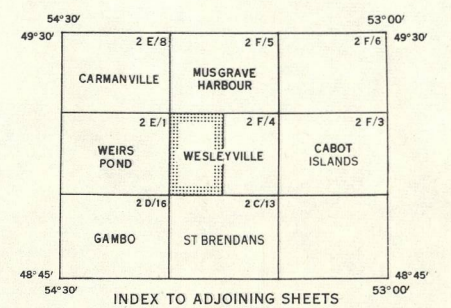 54° 30′ 53° 00′
49° 30′ 2 E/8 2 F/5 2 F/6 49° 30′
CARMANVILLE MUSGRAVE
HARBOUR
2 E/1 2 F/4 2 F/3
WEIRS
POND WESLEYVILLE CABOT
ISLANDS
2 D/16 2 C/13
GAMBO ST BRENDANS
48° 45′ 48° 45′
54° 30′ 53° 00′
INDEX TO ADJOINING SHEETS